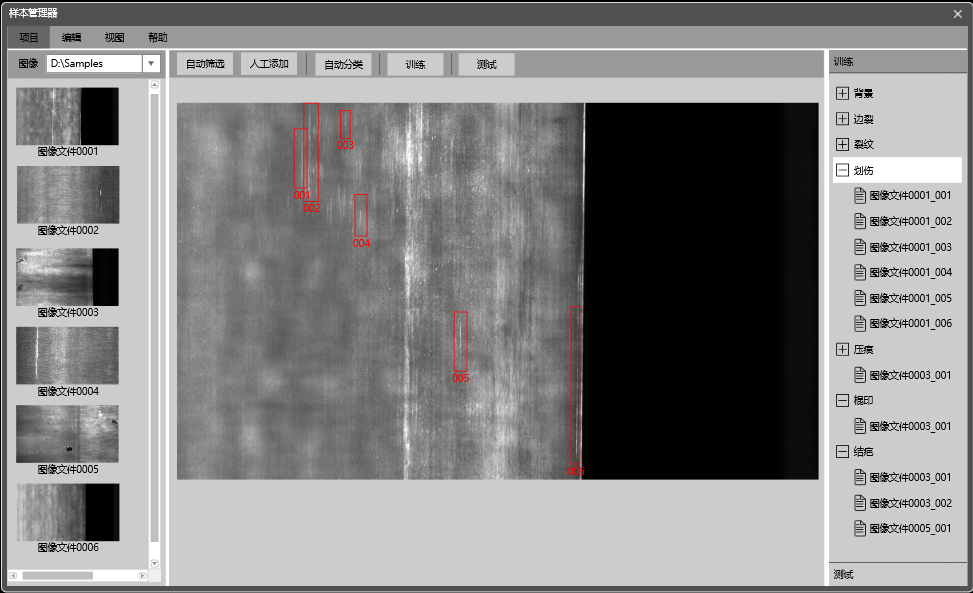 样本管理器
项目 编辑 视图 帮助
图像 D:\Samples
自动筛选 人工添加 自动分类 训练 测试
图像文件0001
图像文件0002
图像文件0003
图像文件0004
图像文件0005
图像文件0006
003
001
002
004
005
006
训练
背景
边裂
裂纹
划伤
图像文件0001_001
图像文件0001_002
图像文件0001_003
图像文件0001_004
图像文件0001_005
图像文件0001_006
压痕
图像文件0003_001
辊印
图像文件0003_001
结疤
图像文件0003_001
图像文件0003_002
图像文件0005_001
测试